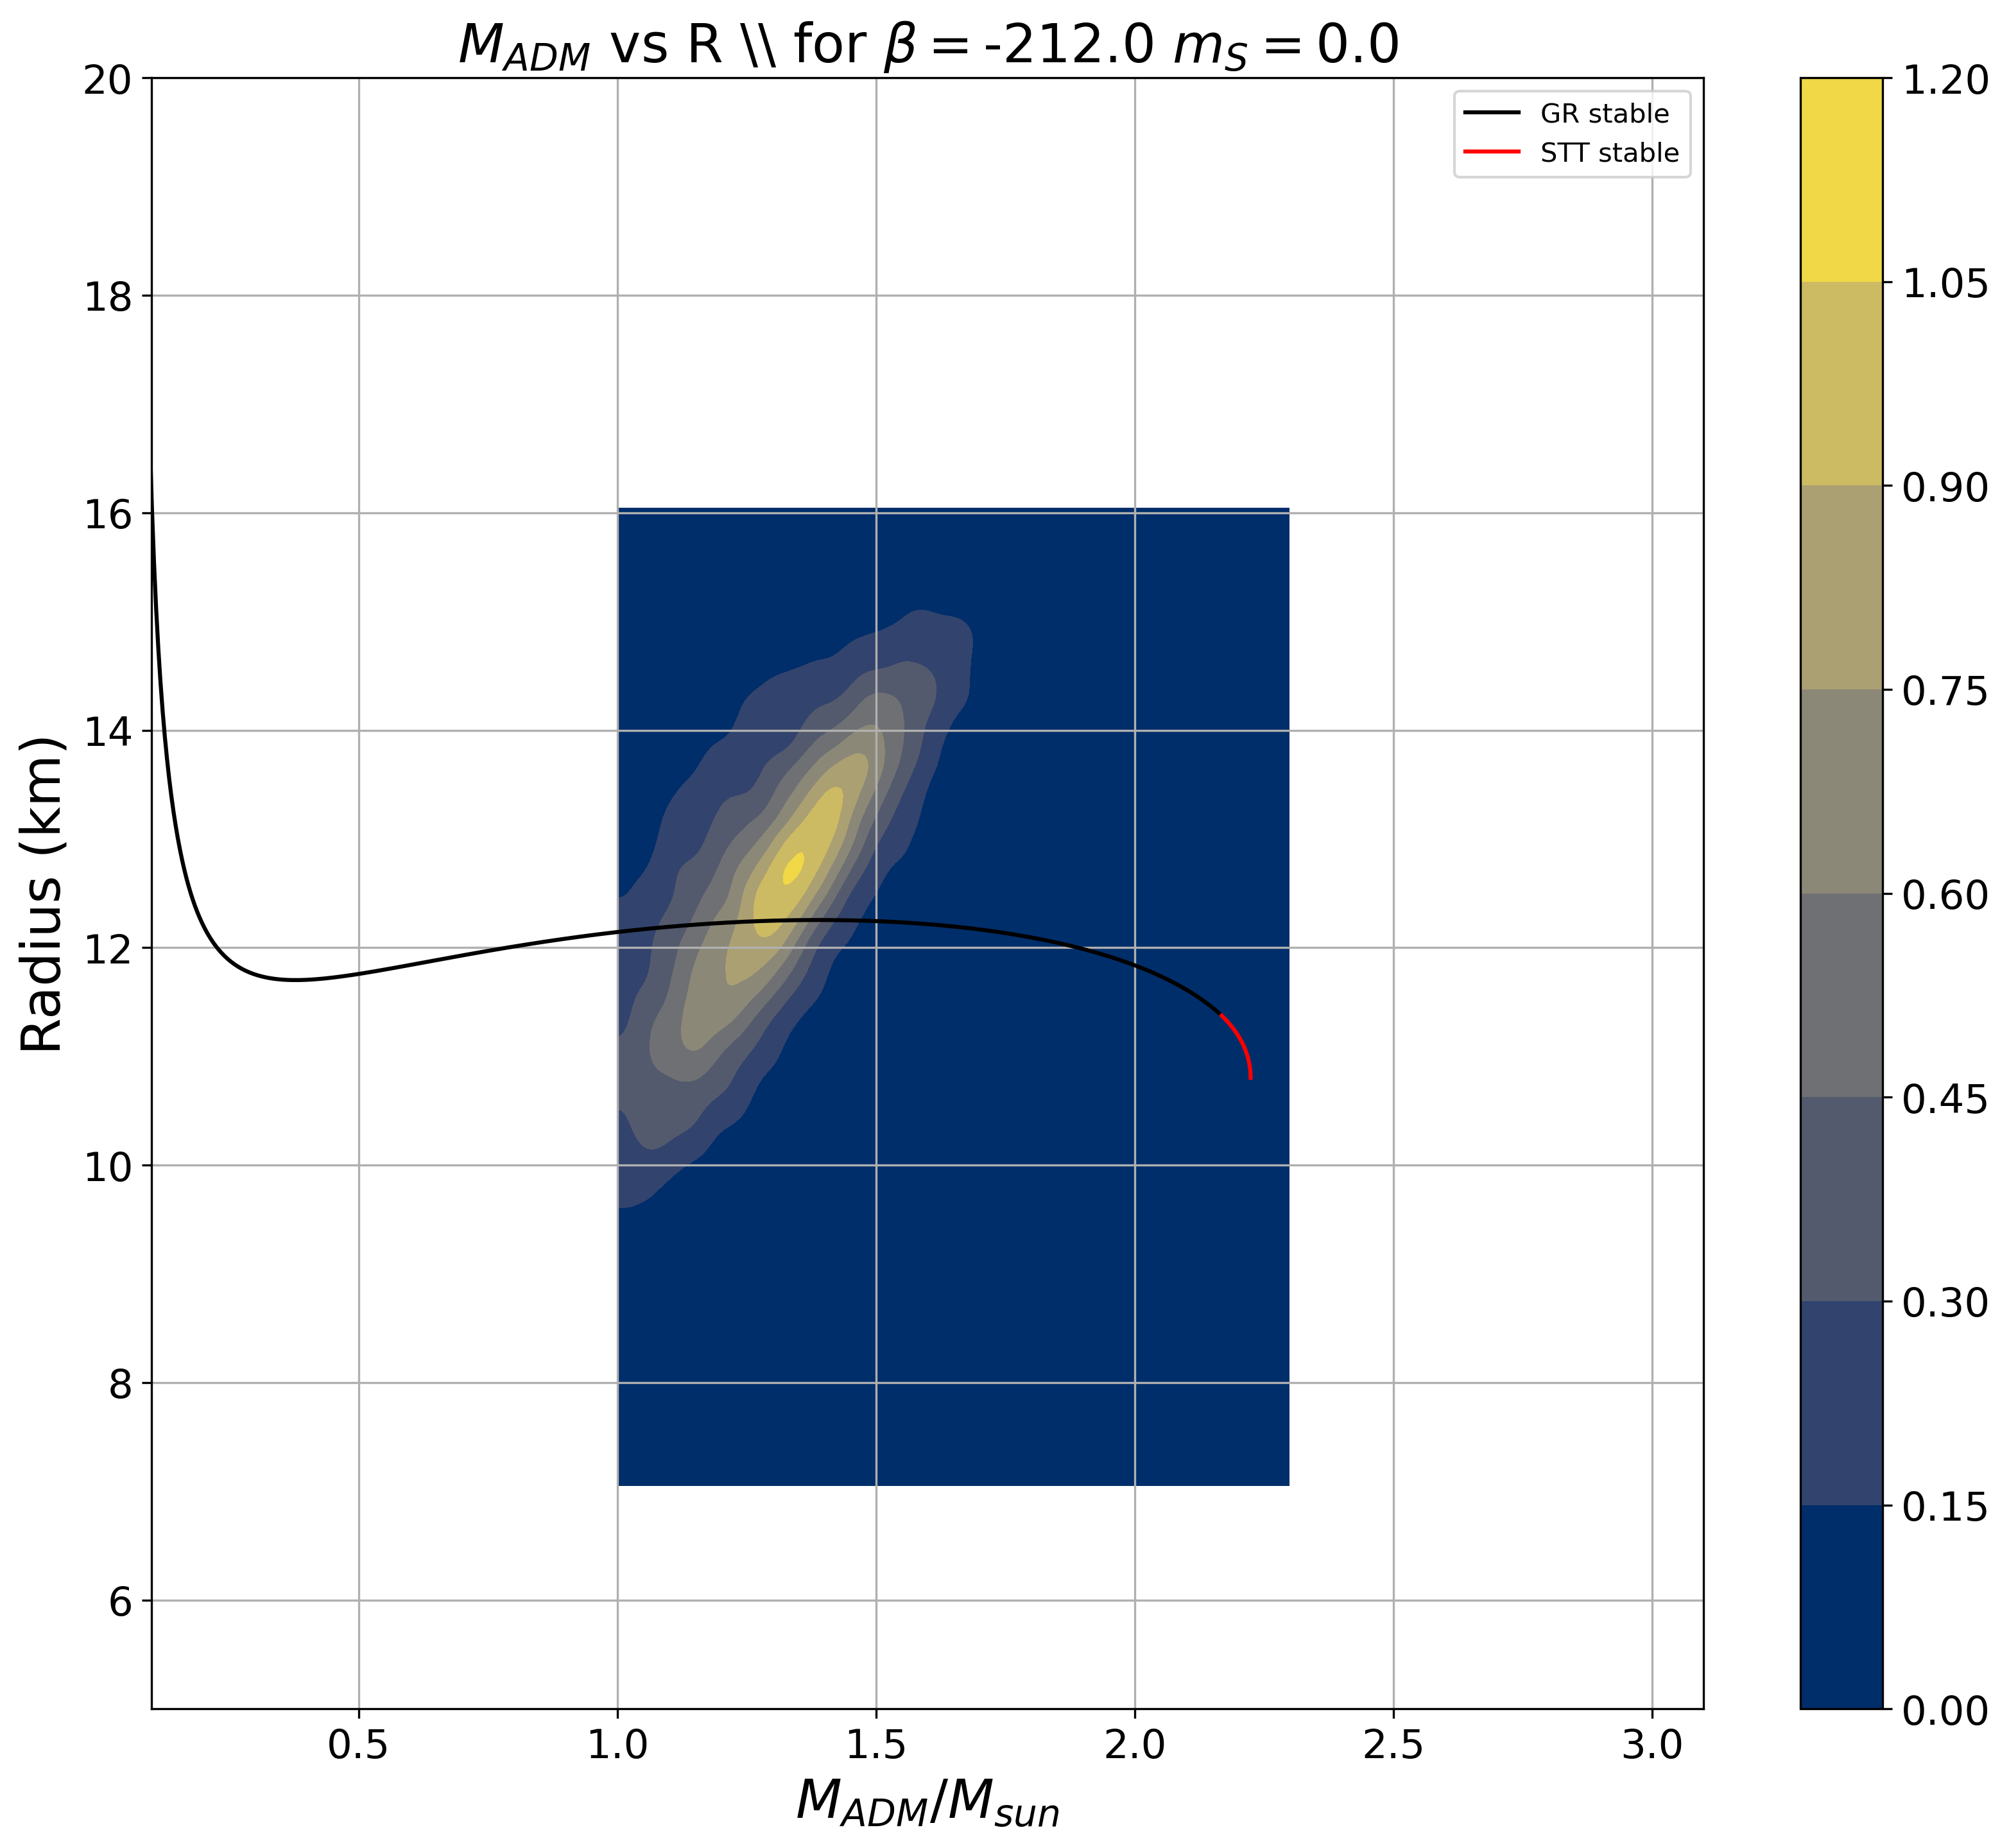 M_ADM vs R \\ for β = -212.0 m_S = 0.0
GR stable
STT stable
Radius (km)
20
18
16
14
12
10
8
6
0.5 1.0 1.5 2.0 2.5 3.0
M_ADM/M_sun
1.20
1.05
0.90
0.75
0.60
0.45
0.30
0.15
0.00